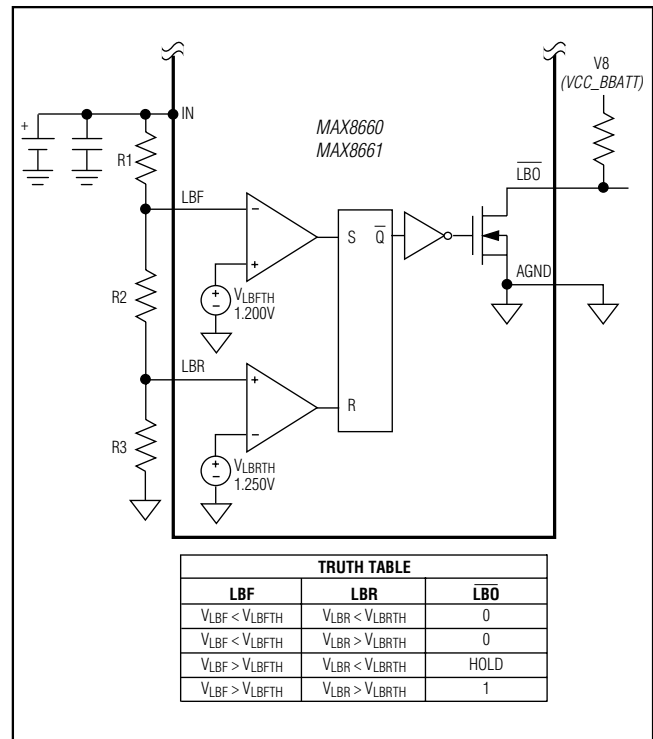 V8
(VCC_BBATT)
+
IN
MAX8660
MAX8661
R1
L̅B̅O̅
LBF
−
S
Q̅
+
AGND
+
−
VLBFTH
1.200V
R2
LBR
+
R
−
R3
+
−
VLBRTH
1.250V
TRUTH TABLE
LBF LBR L̅B̅O̅
VLBF < VLBFTH VLBR < VLBRTH 0
VLBF < VLBFTH VLBR > VLBRTH 0
VLBF > VLBFTH VLBR < VLBRTH HOLD
VLBF > VLBFTH VLBR > VLBRTH 1